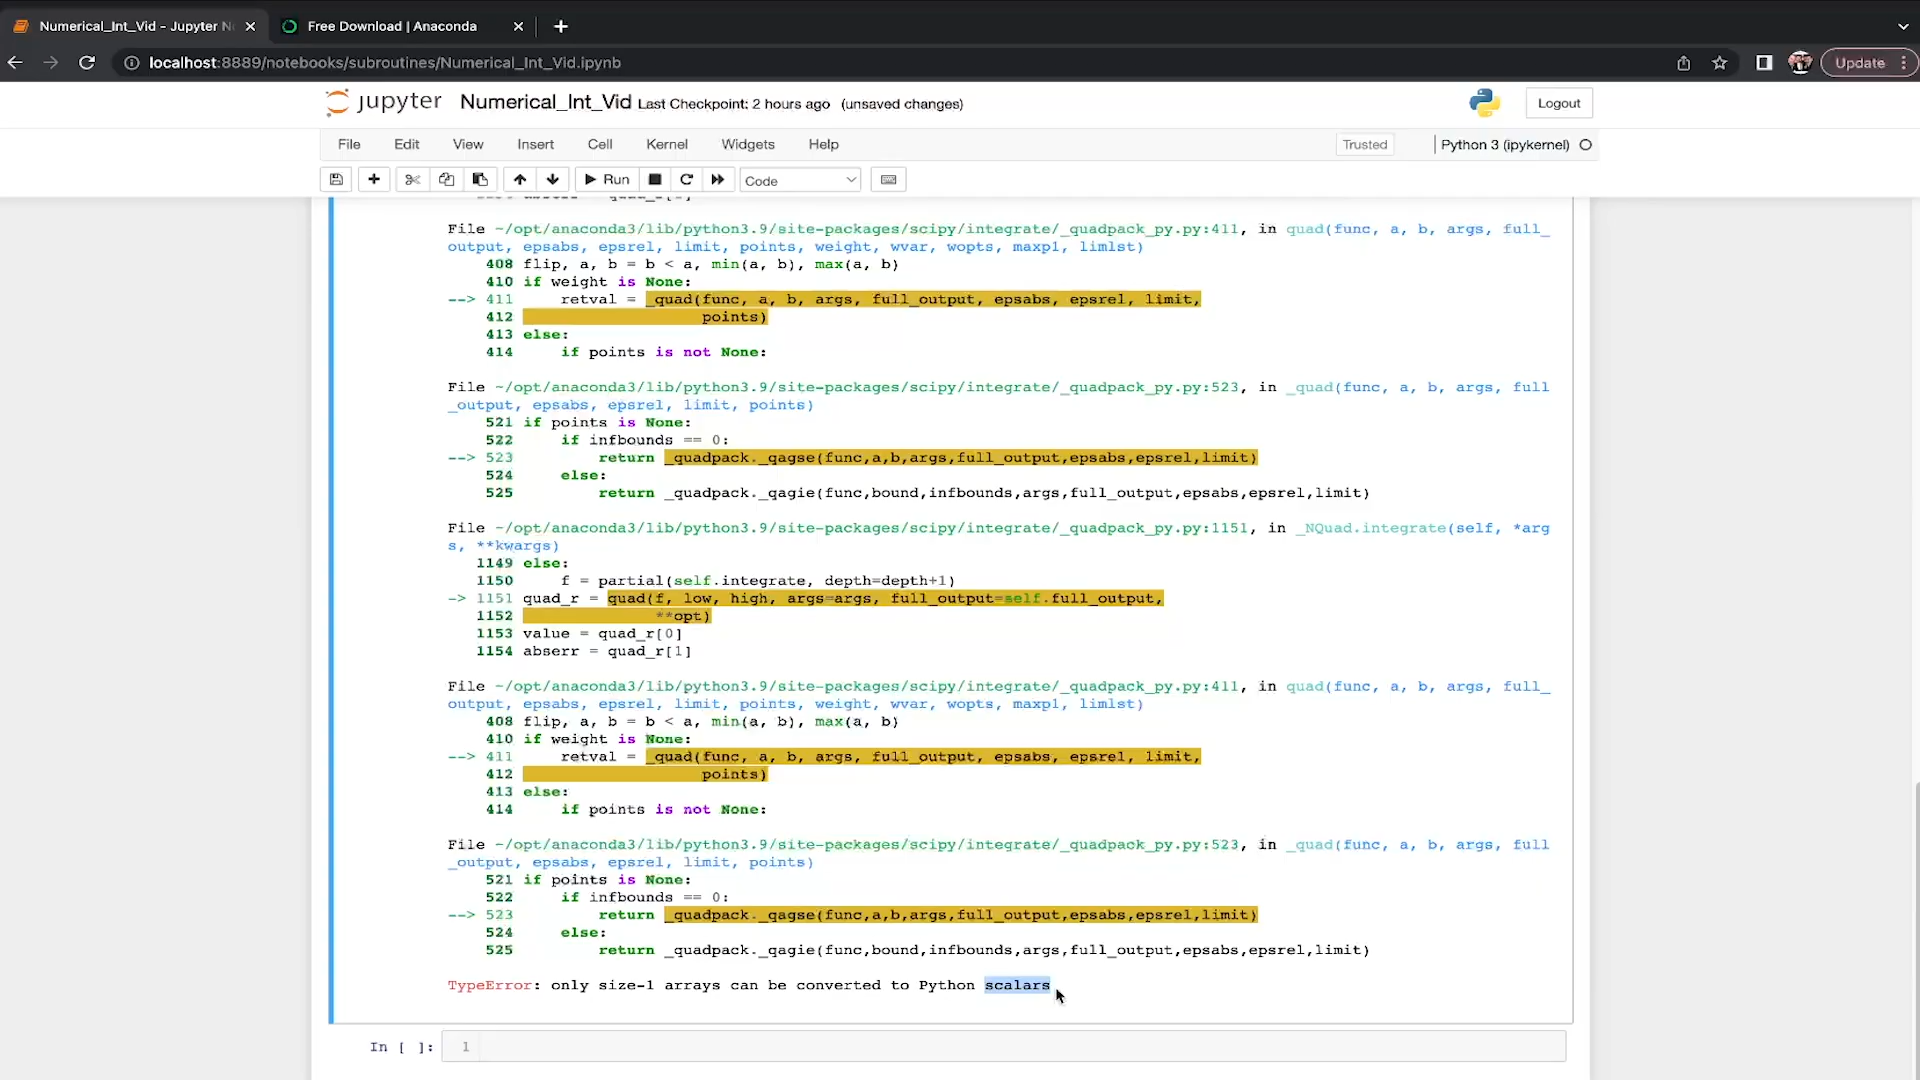 Numerical_Int_Vid - Jupyter N
Free Download | Anaconda
localhost:8889/notebooks/subroutines/Numerical_Int_Vid.ipynb
Update
jupyter Numerical_Int_Vid Last Checkpoint: 2 hours ago (unsaved changes)
Logout
File Edit View Insert Cell Kernel Widgets Help
Trusted
Python 3 (ipykernel)
Run
Code
File ~/opt/anaconda3/lib/python3.9/site-packages/scipy/integrate/_quadpack_py.py:411, in quad(func, a, b, args, full_
output, epsabs, epsrel, limit, points, weight, wvar, wopts, maxp1, limlst)
408 flip, a, b = b < a, min(a, b), max(a, b)
410 if weight is None:
--> 411 retval = _quad(func, a, b, args, full_output, epsabs, epsrel, limit,
412 points)
413 else:
414 if points is not None:
File ~/opt/anaconda3/lib/python3.9/site-packages/scipy/integrate/_quadpack_py.py:523, in _quad(func, a, b, args, full
_output, epsabs, epsrel, limit, points)
521 if points is None:
522 if infbounds == 0:
--> 523 return _quadpack._qagse(func,a,b,args,full_output,epsabs,epsrel,limit)
524 else:
525 return _quadpack._qagie(func,bound,infbounds,args,full_output,epsabs,epsrel,limit)
File ~/opt/anaconda3/lib/python3.9/site-packages/scipy/integrate/_quadpack_py.py:1151, in _NQuad.integrate(self, *arg
s, **kwargs)
1149 else:
1150 f = partial(self.integrate, depth=depth+1)
-> 1151 quad_r = quad(f, low, high, args=args, full_output=self.full_output,
1152 **opt)
1153 value = quad_r[0]
1154 abserr = quad_r[1]
File ~/opt/anaconda3/lib/python3.9/site-packages/scipy/integrate/_quadpack_py.py:411, in quad(func, a, b, args, full_
output, epsabs, epsrel, limit, points, weight, wvar, wopts, maxp1, limlst)
408 flip, a, b = b < a, min(a, b), max(a, b)
410 if weight is None:
--> 411 retval = _quad(func, a, b, args, full_output, epsabs, epsrel, limit,
412 points)
413 else:
414 if points is not None:
File ~/opt/anaconda3/lib/python3.9/site-packages/scipy/integrate/_quadpack_py.py:523, in _quad(func, a, b, args, full
_output, epsabs, epsrel, limit, points)
521 if points is None:
522 if infbounds == 0:
--> 523 return _quadpack._qagse(func,a,b,args,full_output,epsabs,epsrel,limit)
524 else:
525 return _quadpack._qagie(func,bound,infbounds,args,full_output,epsabs,epsrel,limit)
TypeError: only size-1 arrays can be converted to Python scalars
In [ ]: 1